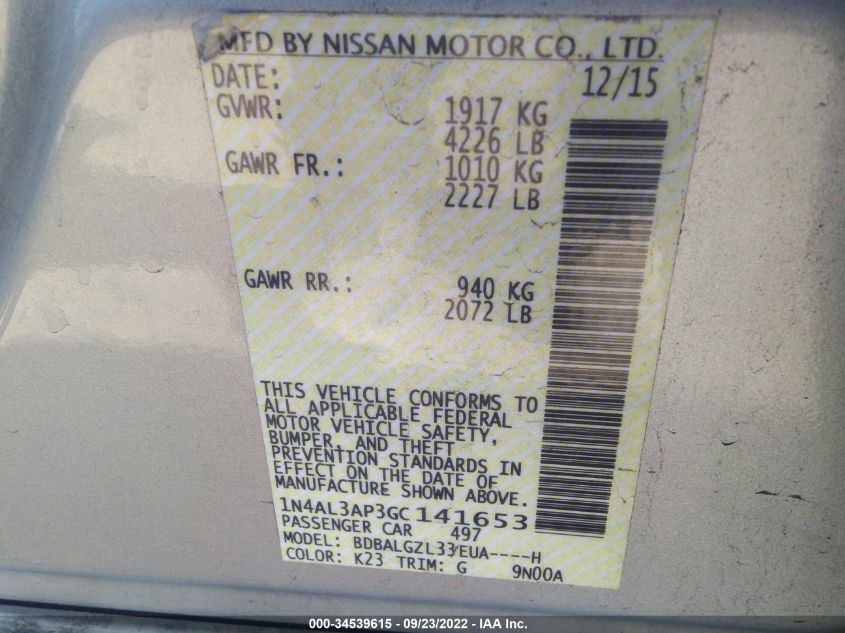 MFD BY NISSAN MOTOR CO., LTD.
DATE: 12/15
GVWR: 1917 KG
4226 LB
GAWR FR.: 1010 KG
2227 LB
GAWR RR.: 940 KG
2072 LB
THIS VEHICLE CONFORMS TO
ALL APPLICABLE FEDERAL
MOTOR VEHICLE SAFETY,
BUMPER, AND THEFT
PREVENTION STANDARDS IN
EFFECT ON THE DATE OF
MANUFACTURE SHOWN ABOVE.
1N4AL3AP3GC141653
PASSENGER CAR 497
MODEL: BDBALGZL33EUA----H
COLOR: K23 TRIM: G 9N00A
000-34539615 - 09/23/2022 - IAA Inc.